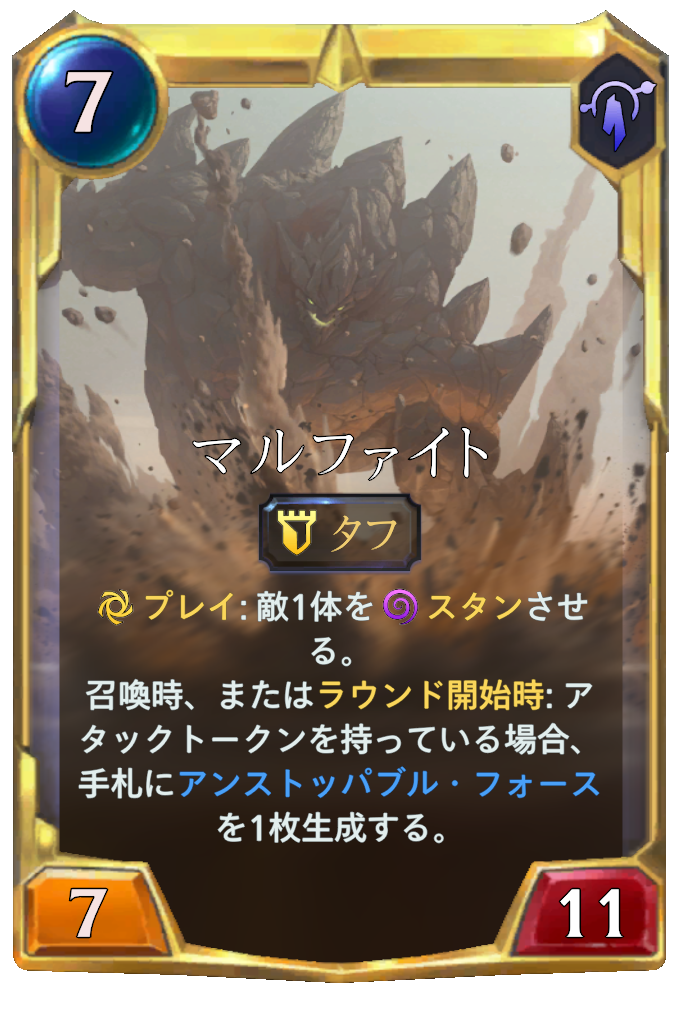 7
マルファイト
タフ
プレイ: 敵1体を スタンさせ
る。
召喚時、またはラウンド開始時: ア
タックトークンを持っている場合、
手札にアンストッパブル・フォース
を1枚生成する。
7
11